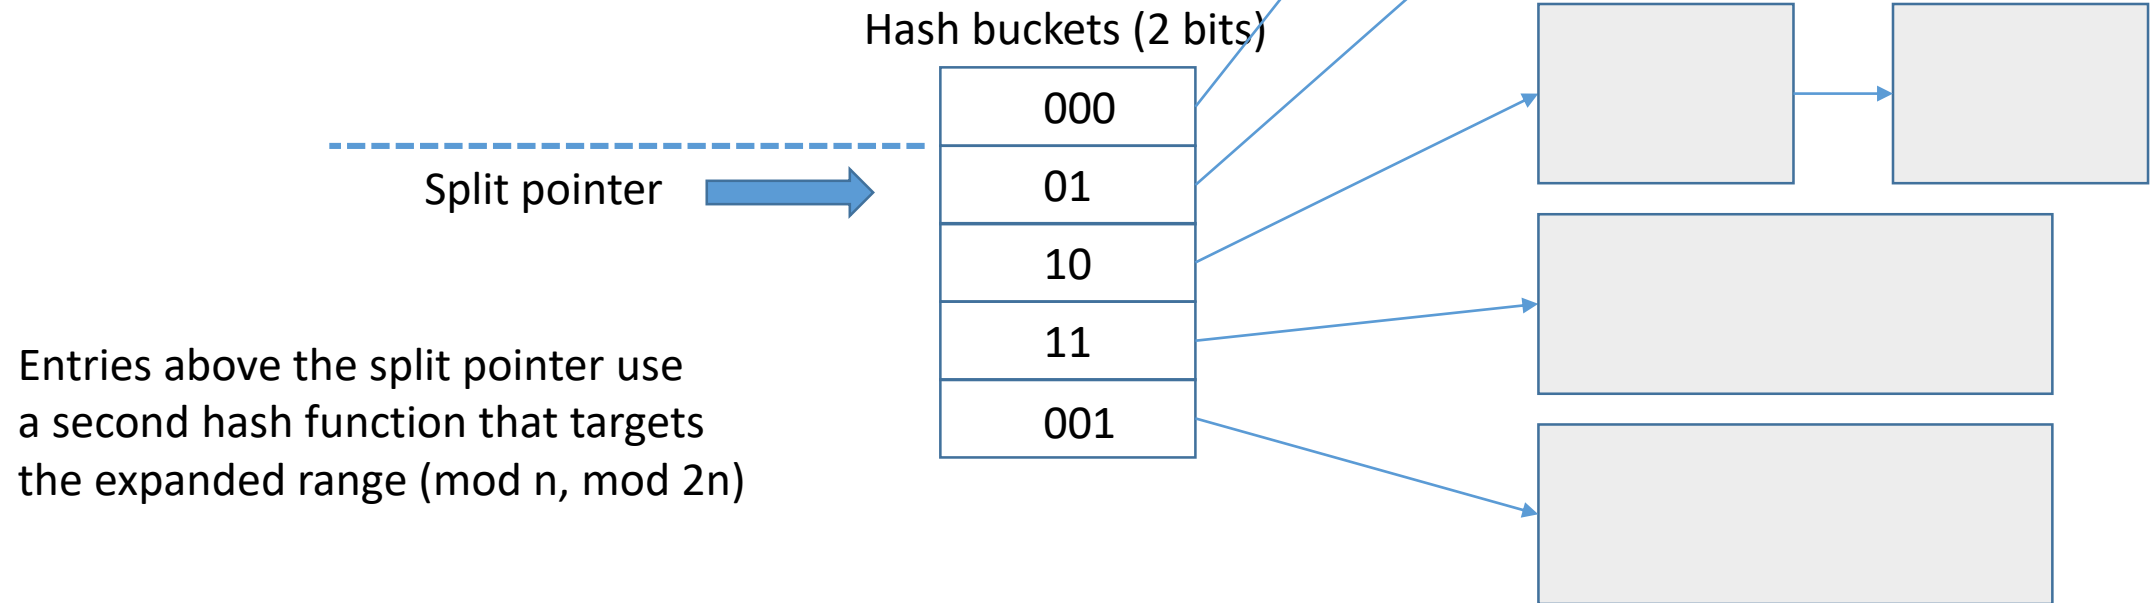 Hash buckets (2 bits)
000
Split pointer
01
10
11
001
Entries above the split pointer use
a second hash function that targets
the expanded range (mod n, mod 2n)